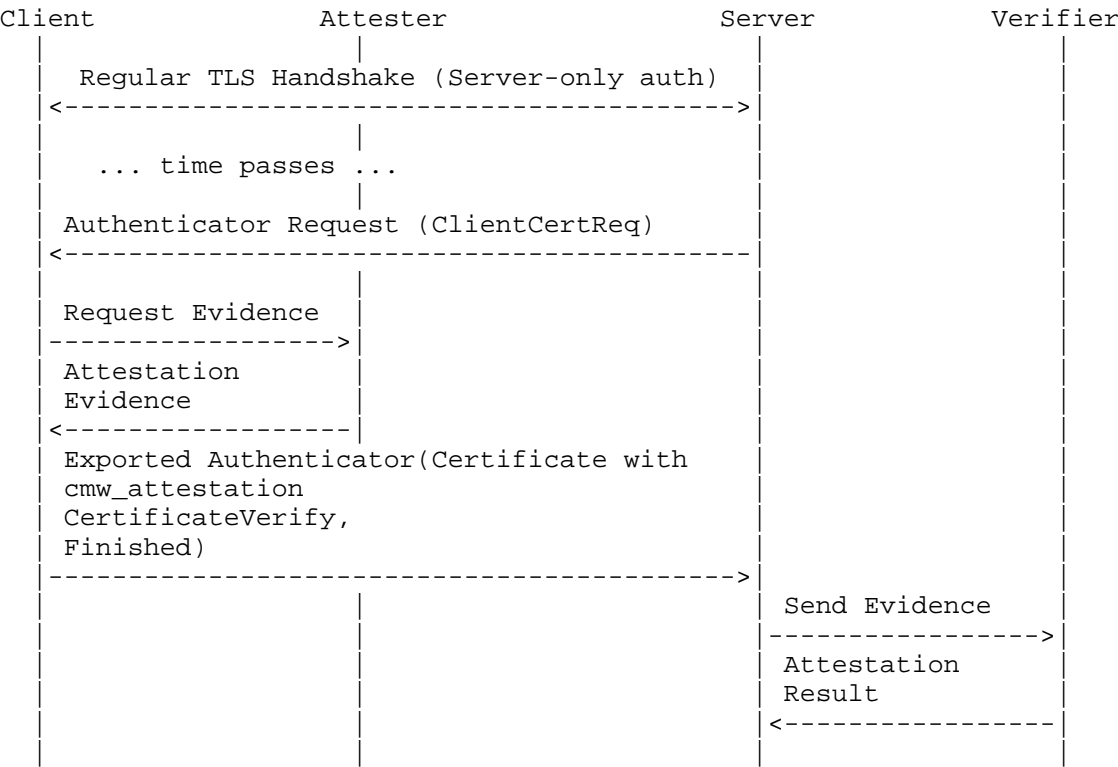 Client Attester Server Verifier
Regular TLS Handshake (Server-only auth)
... time passes ...
Authenticator Request (ClientCertReq)
Request Evidence
Attestation
Evidence
Exported Authenticator(Certificate with
cmw_attestation
CertificateVerify,
Finished)
Send Evidence
Attestation
Result